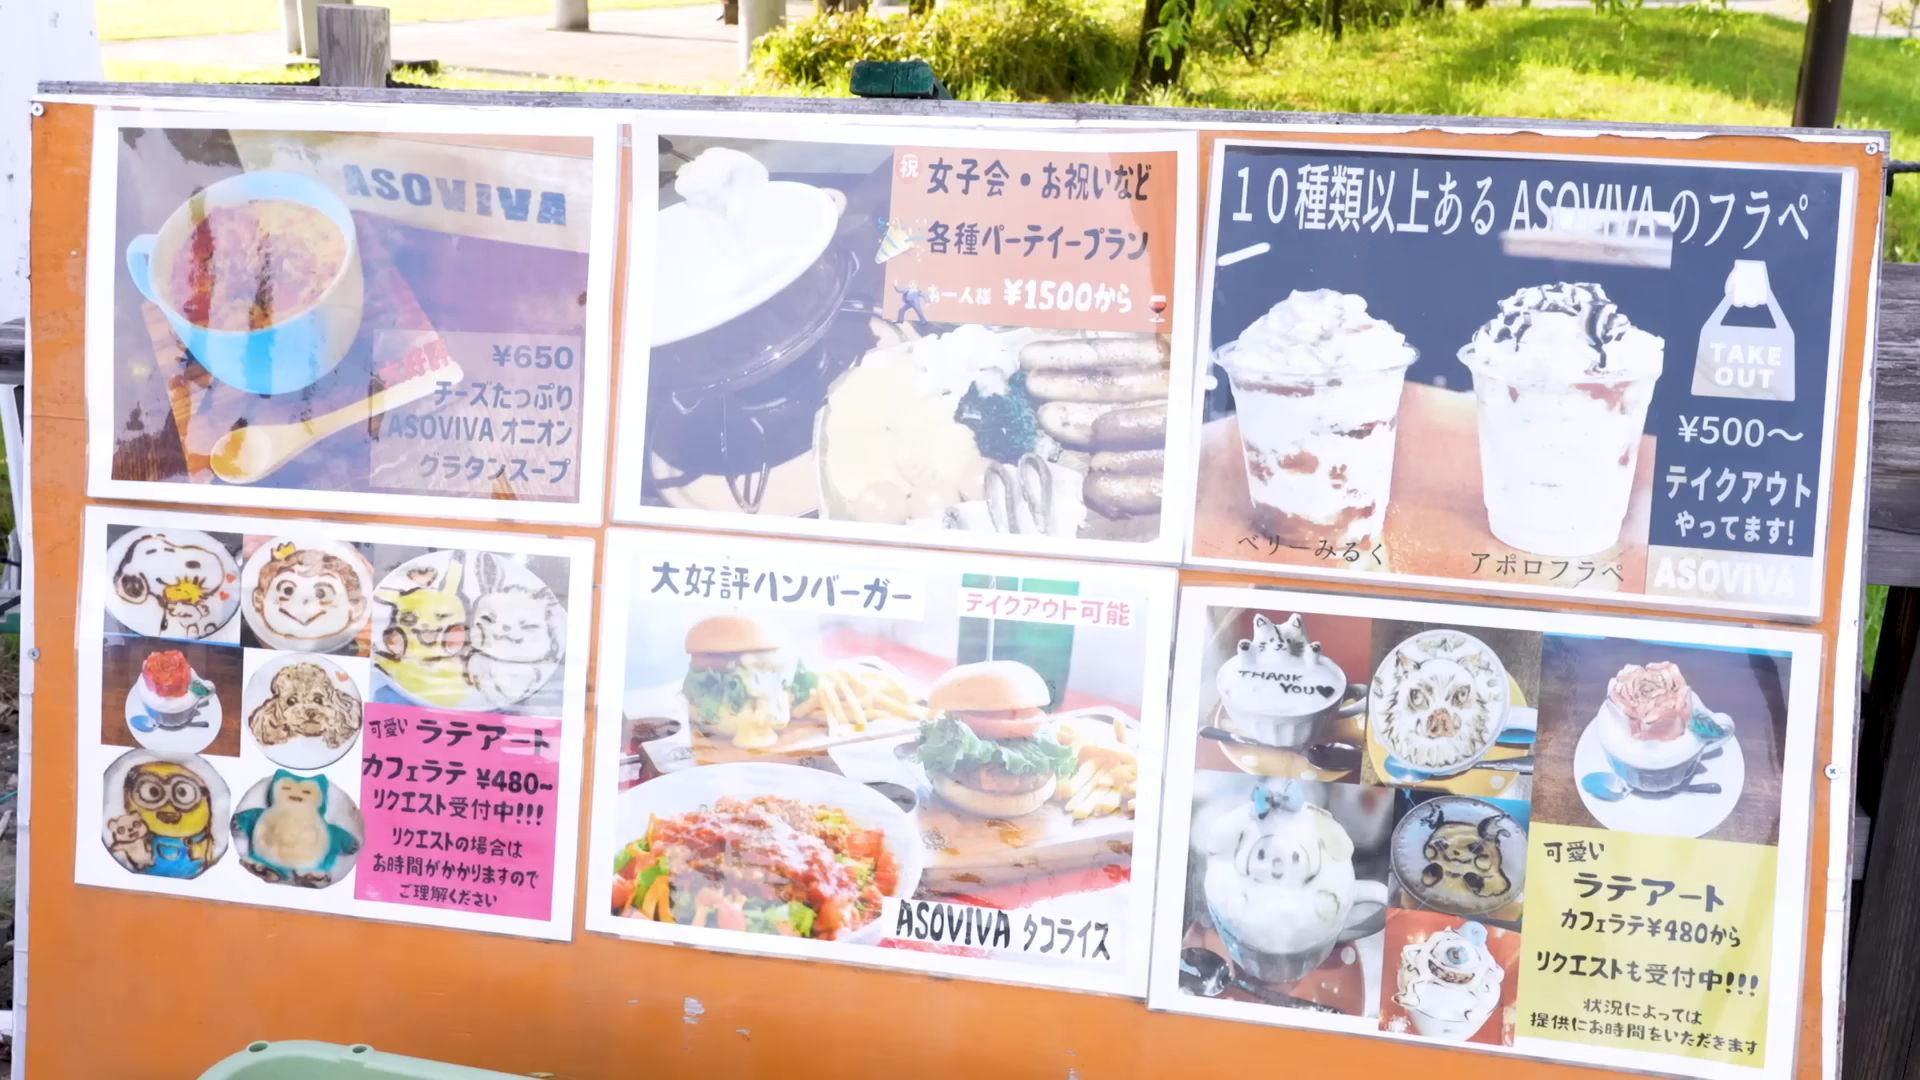 ASOVIVA
大好評
¥650
チーズたっぷり
ASOVIVA オニオン
グラタンスープ
祝 女子会・お祝いなど
各種パーテイープラン
お一人様 ¥1500から
10種類以上ある ASOVIVA のフラペ
TAKE
OUT
¥500〜
テイクアウト
やってます!
ASOVIVA
ベリーみるく
アポロフラペ
可愛い ラテアート
カフェラテ ¥480~
リクエスト受付中!!!
リクエストの場合は
お時間がかかりますので
ご理解ください
大好評ハンバーガー
テイクアウト可能
ASOVIVA タコライス
THANK
YOU♥
可愛い
ラテアート
カフェラテ¥480から
リクエストも受付中!!!
状況によっては
提供にお時間をいただきます